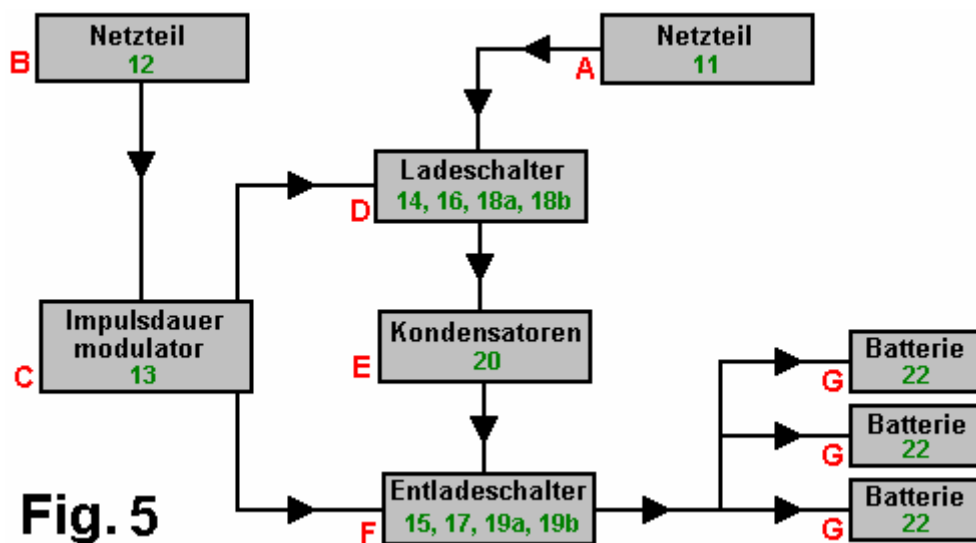 B
Netzteil
12
A
Netzteil
11
D
Ladeschalter
14, 16, 18a, 18b
C
Impulsdauer
modulator
13
E
Kondensatoren
20
G
Batterie
22
G
Batterie
22
G
Batterie
22
F
Entladeschalter
15, 17, 19a, 19b
Fig. 5